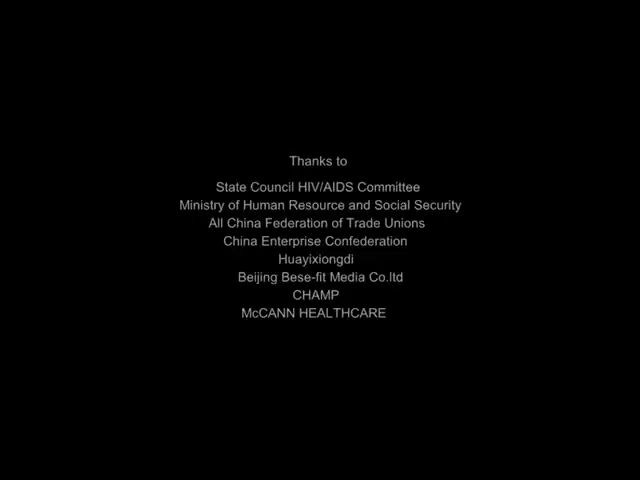 Thanks to
State Council HIV/AIDS Committee
Ministry of Human Resource and Social Security
All China Federation of Trade Unions
China Enterprise Confederation
Huayixiongdi
Beijing Bese-fit Media Co.ltd
CHAMP
McCANN HEALTHCARE